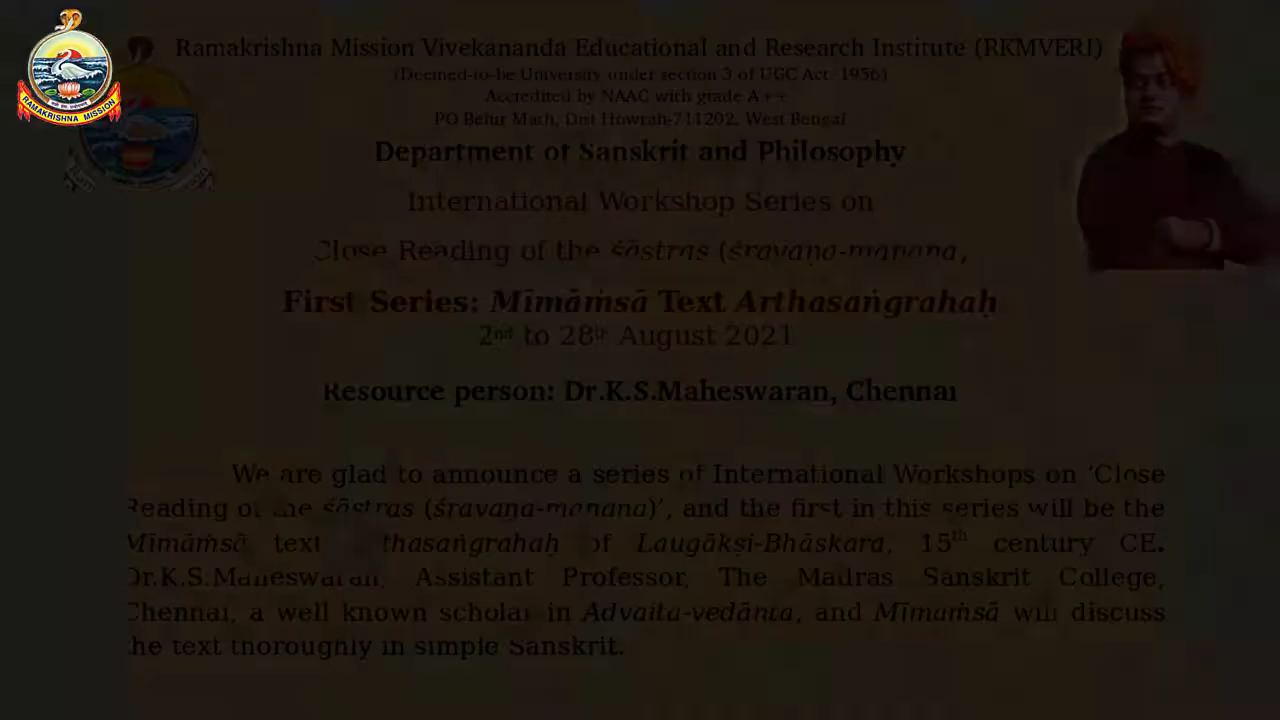 RAMAKRISHNA MISSION
Ramakrishna Mission Vivekananda Educational and Research Institute (RKMVERI)
(Deemed-to-be University under section 3 of UGC Act, 1956)
Accredited by NAAC with grade A++
PO Belur Math, Dist Howrah-711202, West Bengal
Department of Sanskrit and Philosophy
International Workshop Series on
Close Reading of the śāstras (śravaṇa-manana,
First Series: Mīmāṁsā Text Arthasaṅgrahaḥ
2nd to 28th August 2021
Resource person: Dr.K.S.Maheswaran, Chennai
We are glad to announce a series of International Workshops on ‘Close
Reading of the śāstras (śravaṇa-manana)’, and the first in this series will be the
Mīmāṁsā text Arthasaṅgrahaḥ of Laugākṣi-Bhāskara, 15th century CE.
Dr.K.S.Maheswaran, Assistant Professor, The Madras Sanskrit College,
Chennai, a well known scholar in Advaita-vedānta, and Mīmaṁsā will discuss
the text thoroughly in simple Sanskrit.